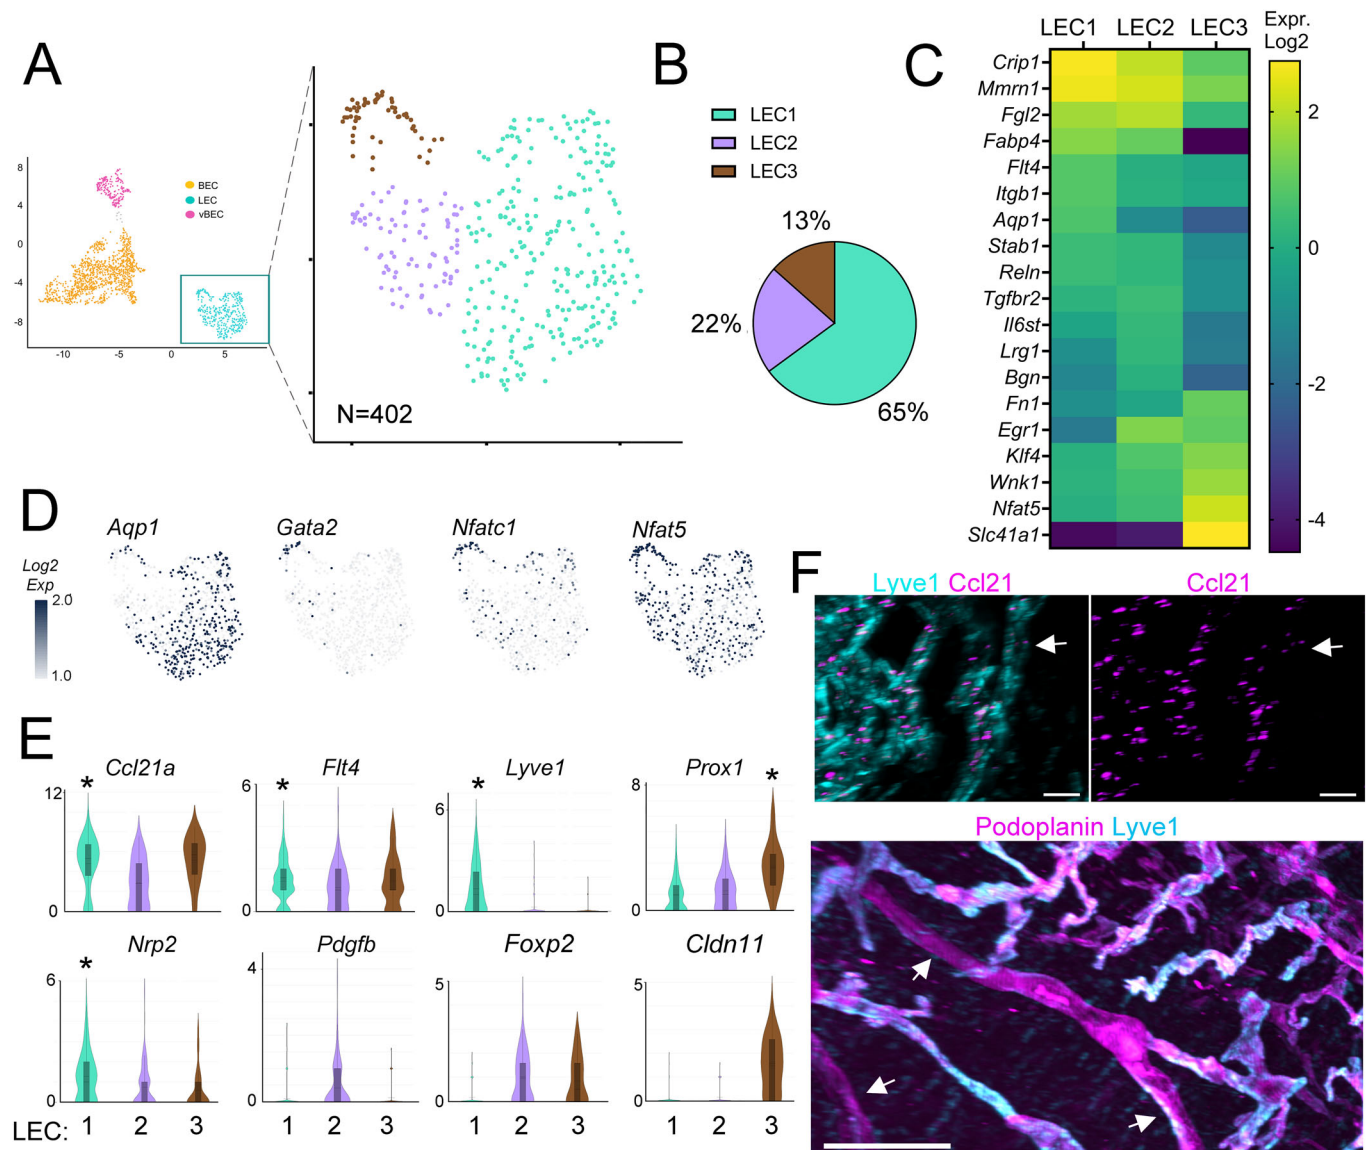 A
8
4
0
-4
-8
-10
-5
0
5
BEC
LEC
vBEC
N=402
B
LEC1
LEC2
LEC3
13%
22%
65%
C
LEC1 LEC2 LEC3
Expr.
Log2
Crip1
Mmrn1
Fgl2
Fabp4
Flt4
Itgb1
Aqp1
Stab1
Reln
Tgfbr2
Il6st
Lrg1
Bgn
Fn1
Egr1
Klf4
Wnk1
Nfat5
Slc41a1
2
0
-2
-4
D
Aqp1 Gata2 Nfatc1 Nfat5
Log2
Exp
2.0
1.0
E
Ccl21a Flt4 Lyve1 Prox1
* * * *
12 6 6 8
0 0 0 0
Nrp2 Pdgfb Foxp2 Cldn11
*
6 4 5 5
0 0 0 0
LEC: 1 2 3 1 2 3 1 2 3 1 2 3
F
Lyve1 Ccl21 Ccl21
Podoplanin Lyve1